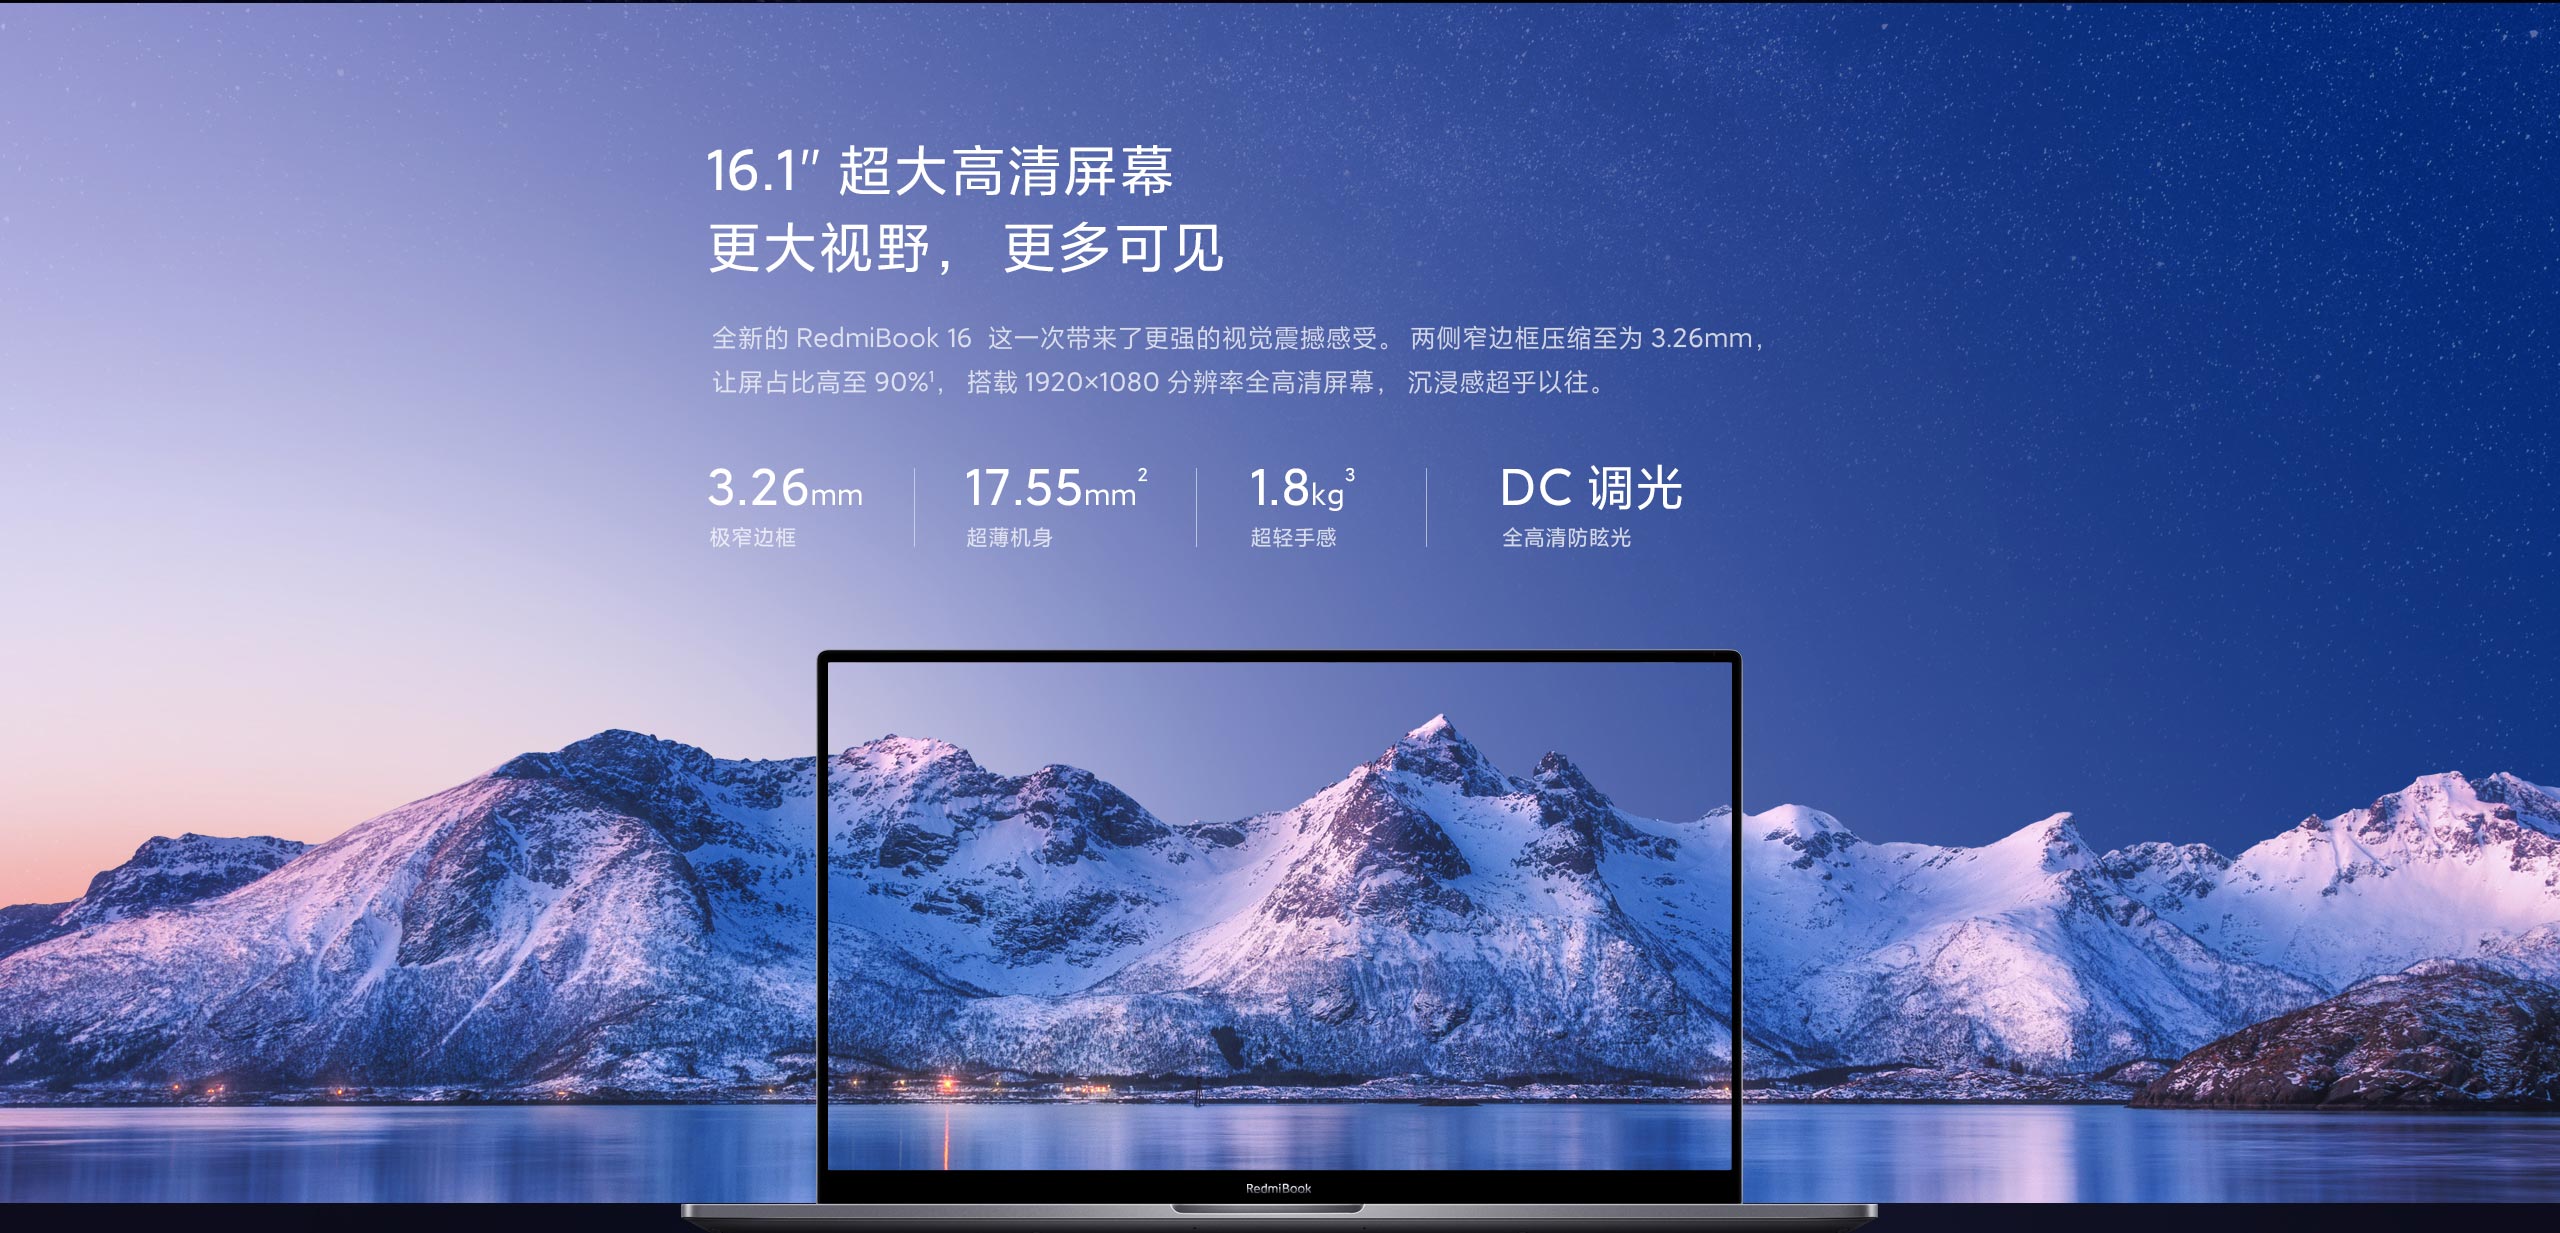 16.1" 超大高清屏幕
更大视野， 更多可见
全新的 RedmiBook 16 这一次带来了更强的视觉震撼感受。 两侧窄边框压缩至为 3.26mm，
让屏占比高至 90%¹， 搭载 1920×1080 分辨率全高清屏幕， 沉浸感超乎以往。
3.26mm
极窄边框
17.55mm²
超薄机身
1.8kg³
超轻手感
DC 调光
全高清防眩光
RedmiBook